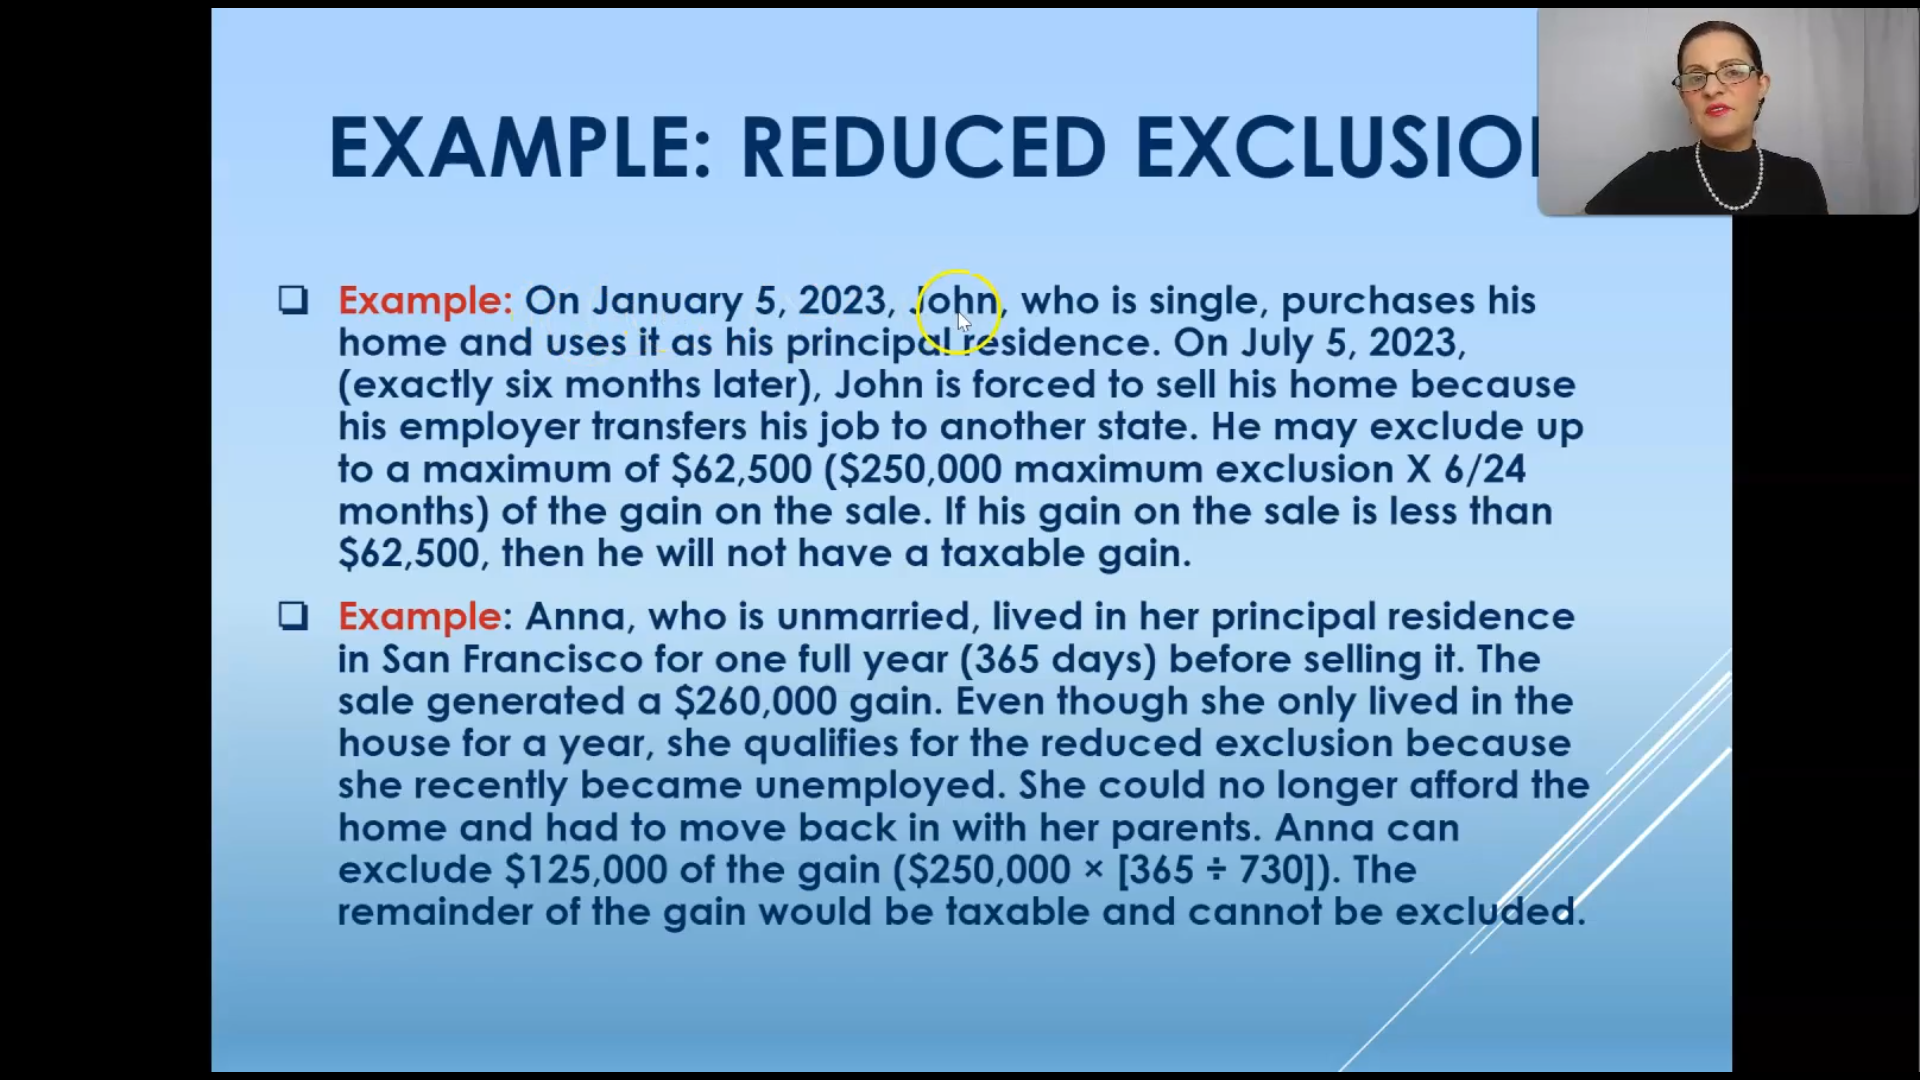 EXAMPLE: REDUCED EXCLUSION
Example: On January 5, 2023, John, who is single, purchases his
home and uses it as his principal residence. On July 5, 2023,
(exactly six months later), John is forced to sell his home because
his employer transfers his job to another state. He may exclude up
to a maximum of $62,500 ($250,000 maximum exclusion X 6/24
months) of the gain on the sale. If his gain on the sale is less than
$62,500, then he will not have a taxable gain.
Example: Anna, who is unmarried, lived in her principal residence
in San Francisco for one full year (365 days) before selling it. The
sale generated a $260,000 gain. Even though she only lived in the
house for a year, she qualifies for the reduced exclusion because
she recently became unemployed. She could no longer afford the
home and had to move back in with her parents. Anna can
exclude $125,000 of the gain ($250,000 × [365 ÷ 730]). The
remainder of the gain would be taxable and cannot be excluded.